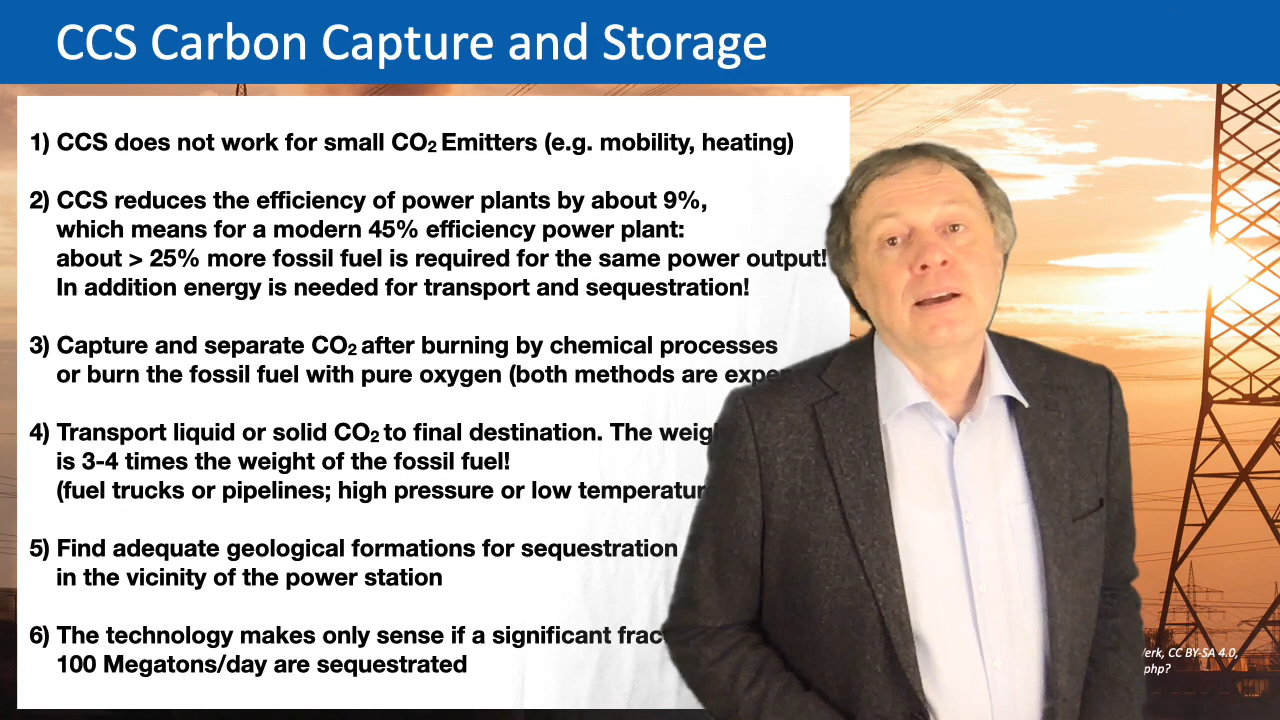 CCS Carbon Capture and Storage
1) CCS does not work for small CO₂ Emitters (e.g. mobility, heating)
2) CCS reduces the efficiency of power plants by about 9%,
which means for a modern 45% efficiency power plant:
about > 25% more fossil fuel is required for the same power output!
In addition energy is needed for transport and sequestration!
3) Capture and separate CO₂ after burning by chemical processes
or burn the fossil fuel with pure oxygen (both methods are
4) Transport liquid or solid CO₂ to final destination. The
is 3-4 times the weight of the fossil fuel!
(fuel trucks or pipelines; high pressure or low
5) Find adequate geological formations for sequestration
in the vicinity of the power station
6) The technology makes only sense if a significant
100 Megatons/day are sequestrated
CC BY-SA 4.0,
php?